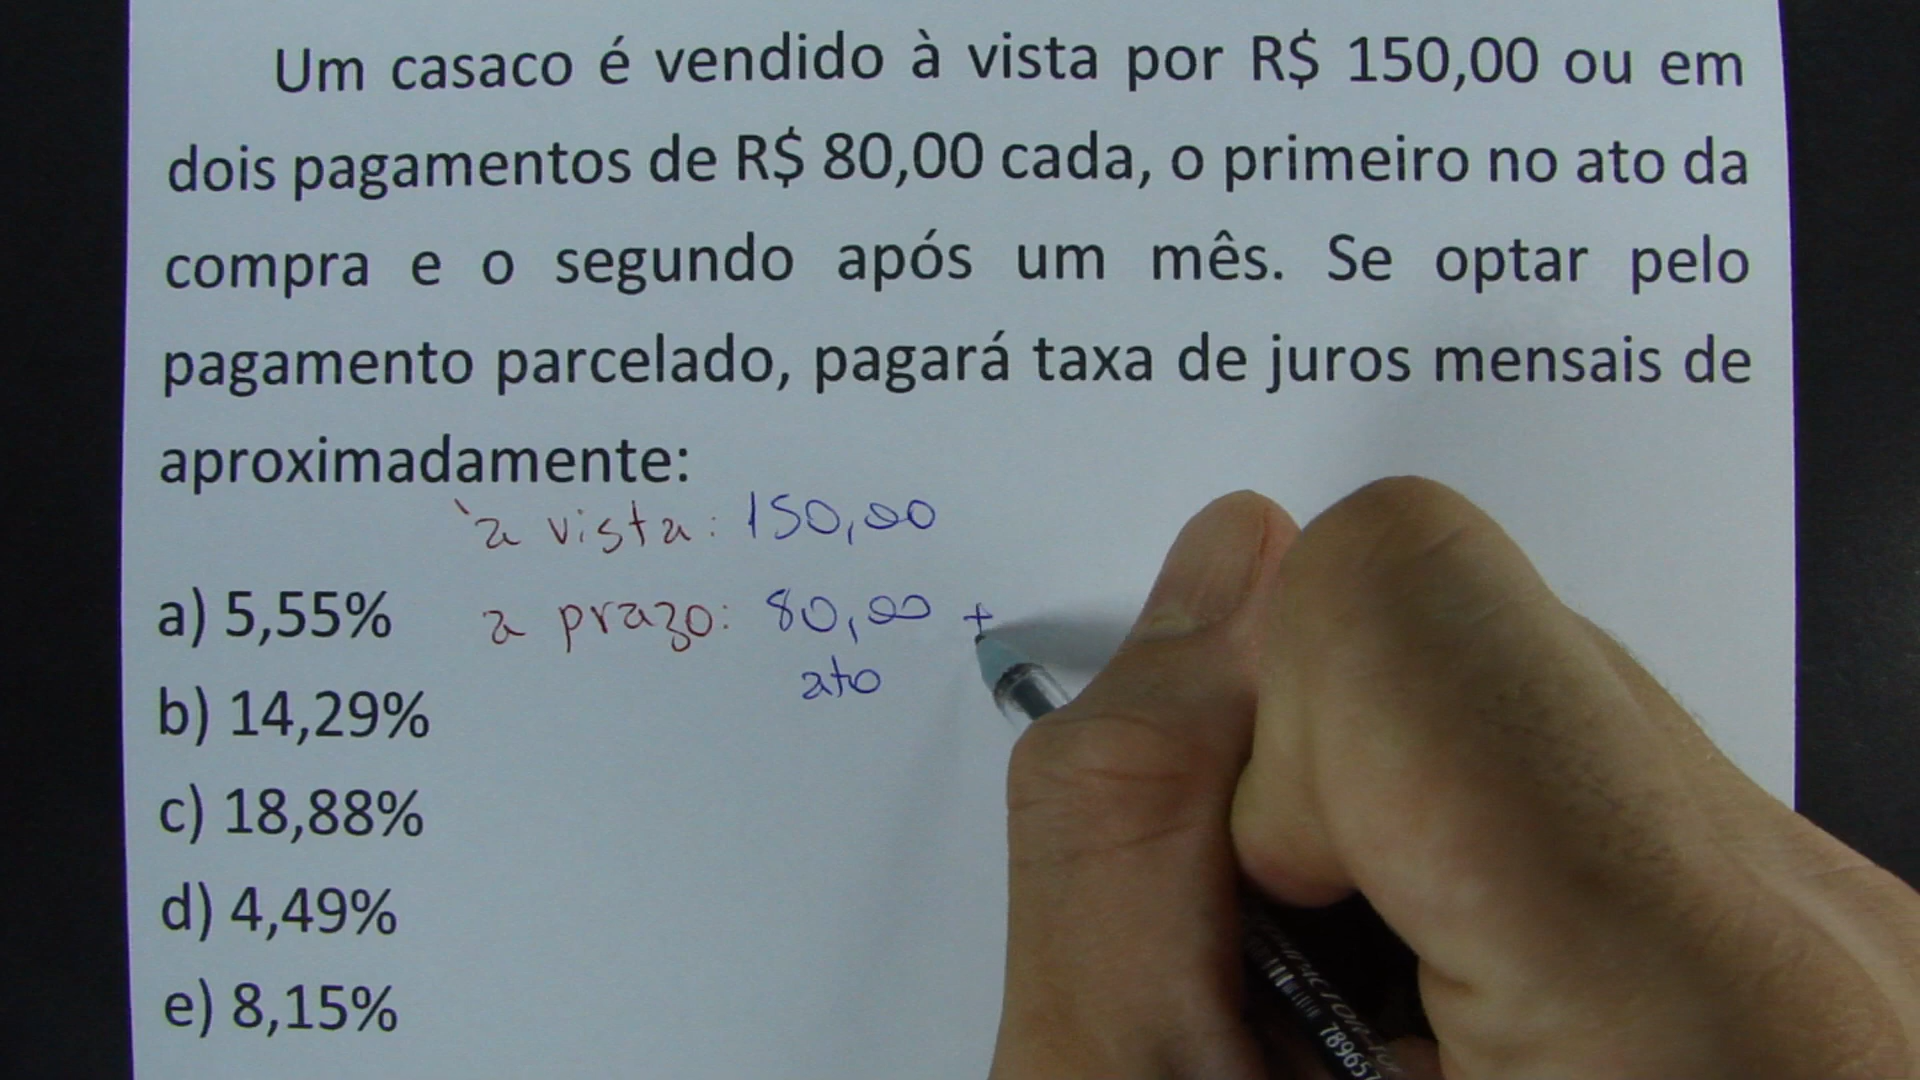 Um casaco é vendido à vista por R$ 150,00 ou em
dois pagamentos de R$ 80,00 cada, o primeiro no ato da
compra e o segundo após um mês. Se optar pelo
pagamento parcelado, pagará taxa de juros mensais de
aproximadamente:
à vista: 150,00
a) 5,55%
a prazo: 80,00 +
ato
b) 14,29%
c) 18,88%
d) 4,49%
e) 8,15%